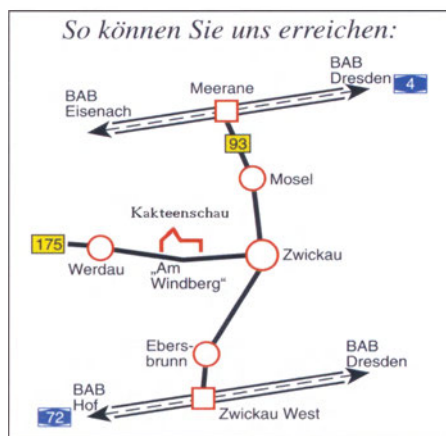 So können Sie uns erreichen:
BAB
Dresden
4
Meerane
BAB
Eisenach
93
Mosel
Kakteenschau
175
Werdau
„Am
Windberg“
Zwickau
Ebers-
brunn
BAB
Dresden
BAB
Hof
72
Zwickau West